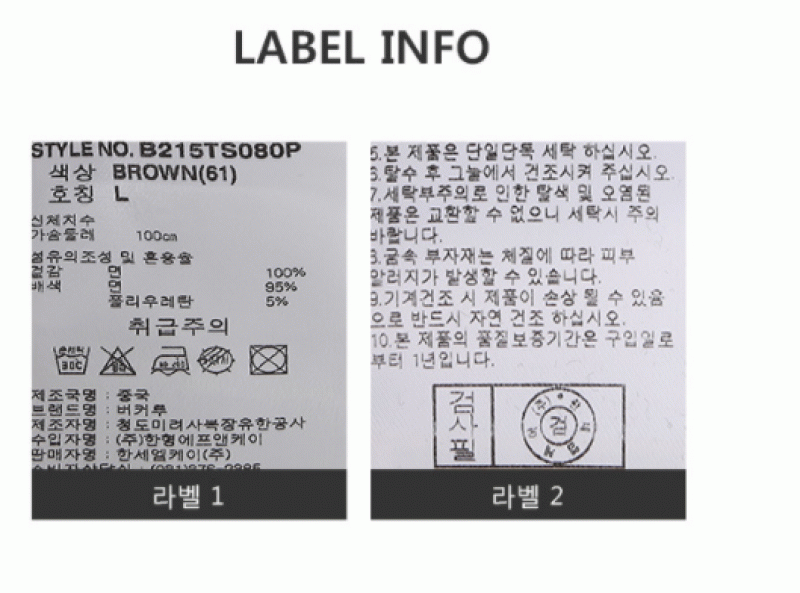 LABEL INFO
STYLE NO. B215TS080P
색상 BROWN(61)
호칭 L
신체치수
가슴둘레 100cm
섬유의조성 및 혼용율
겉감 면 100%
배색 면 95%
폴리우레탄 5%
취급주의
손세탁
30C
제조국명 : 중국
브랜드명 : 버커루
제조자명 : 청도미려사복장유한공사
수입자명 : (주)한형에프앤케이
판매자명 : 한세엘케이(주)
라벨 1
5.본 제품은 단일단독 세탁 하십시오.
6.탈수 후 그늘에서 건조시켜 주십시오.
7.세탁부주의로 인한 탈색 및 오염된
제품은 교환할 수 없으니 세탁시 주의
바랍니다.
8.금속 부자재는 체질에 따라 피부
알러지가 발생할 수 있습니다.
9.기계건조 시 제품이 손상 될 수 있음
으로 반드시 자연 건조 하십시오.
10.본 제품의 품질보증기간은 구입일로
부터 1년입니다.
검사필
(주)
검
라벨 2